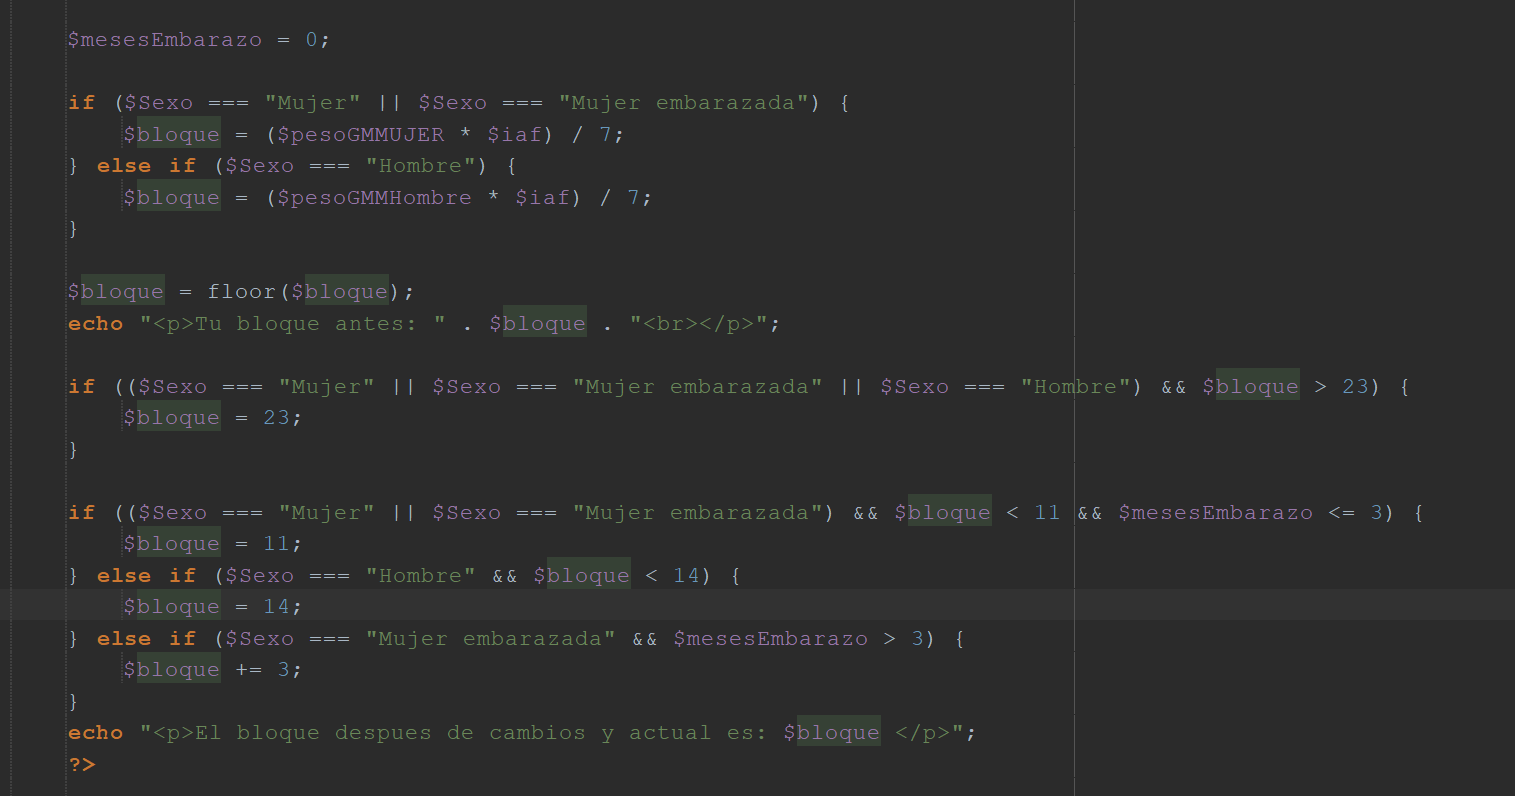 $mesesEmbarazo = 0;
if ($Sexo === "Mujer" || $Sexo === "Mujer embarazada") {
$bloque = ($pesoGMMUJER * $iaf) / 7;
} else if ($Sexo === "Hombre") {
$bloque = ($pesoGMMHombre * $iaf) / 7;
}
$bloque = floor($bloque);
echo "<p>Tu bloque antes: " . $bloque . "<br></p>";
if (($Sexo === "Mujer" || $Sexo === "Mujer embarazada" || $Sexo === "Hombre") && $bloque > 23) {
$bloque = 23;
}
if (($Sexo === "Mujer" || $Sexo === "Mujer embarazada") && $bloque < 11 && $mesesEmbarazo <= 3) {
$bloque = 11;
} else if ($Sexo === "Hombre" && $bloque < 14) {
$bloque = 14;
} else if ($Sexo === "Mujer embarazada" && $mesesEmbarazo > 3) {
$bloque += 3;
}
echo "<p>El bloque despues de cambios y actual es: $bloque </p>";
?>